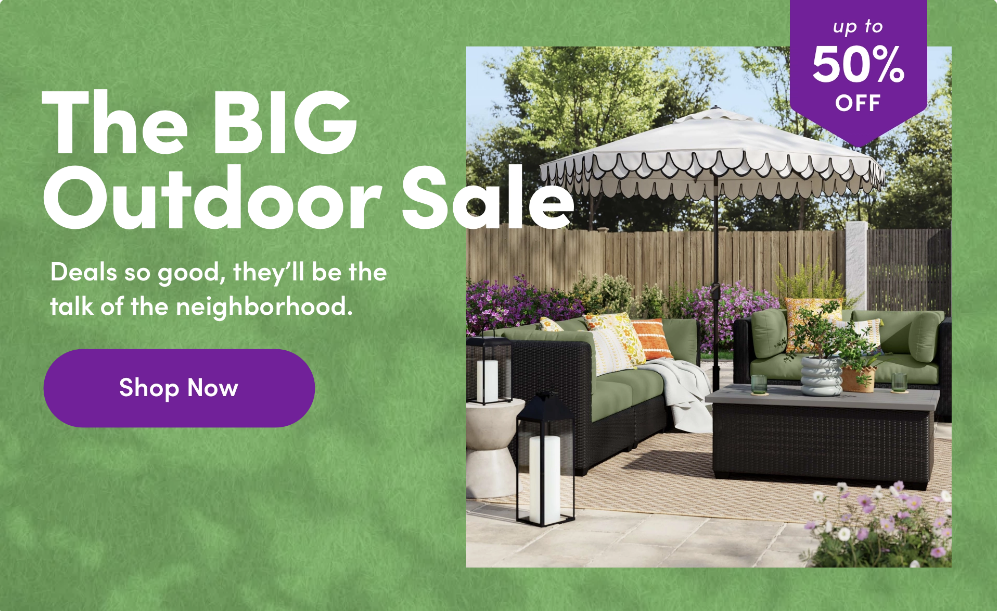 The BIG
Outdoor Sale
Deals so good, they’ll be the
talk of the neighborhood.
Shop Now
up to
50%
OFF